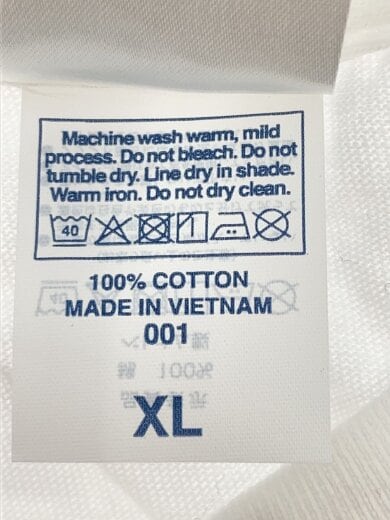 Machine wash warm, mild
process. Do not bleach. Do not
tumble dry. Line dry in shade.
Warm iron. Do not dry clean.
40
100% COTTON
MADE IN VIETNAM
001
XL